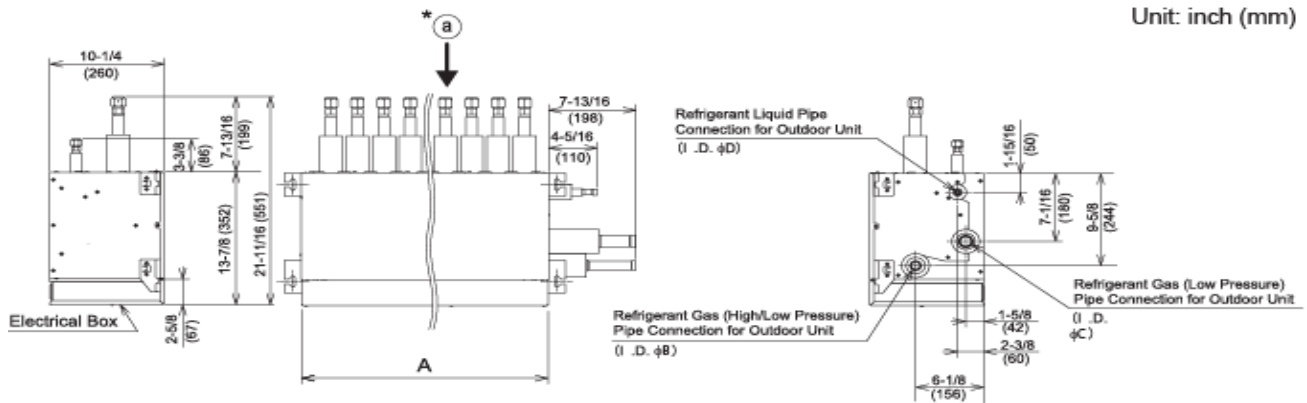 Unit: inch (mm)
*
a
10-1/4
(260)
7-13/16
(199)
3-3/8
(86)
13-7/8 (352)
21-11/16 (551)
2-5/8
(67)
Electrical Box
7-13/16
(198)
4-5/16
(110)
A
Refrigerant Liquid Pipe
Connection for Outdoor Unit
(I .D. φD)
1-15/16
(50)
7-1/16
(180)
9-5/8
(244)
Refrigerant Gas (High/Low Pressure)
Pipe Connection for Outdoor Unit
(I .D. φB)
Refrigerant Gas (Low Pressure)
Pipe Connection for Outdoor Unit
(I .D.
φC)
1-5/8
(42)
2-3/8
(60)
6-1/8
(156)